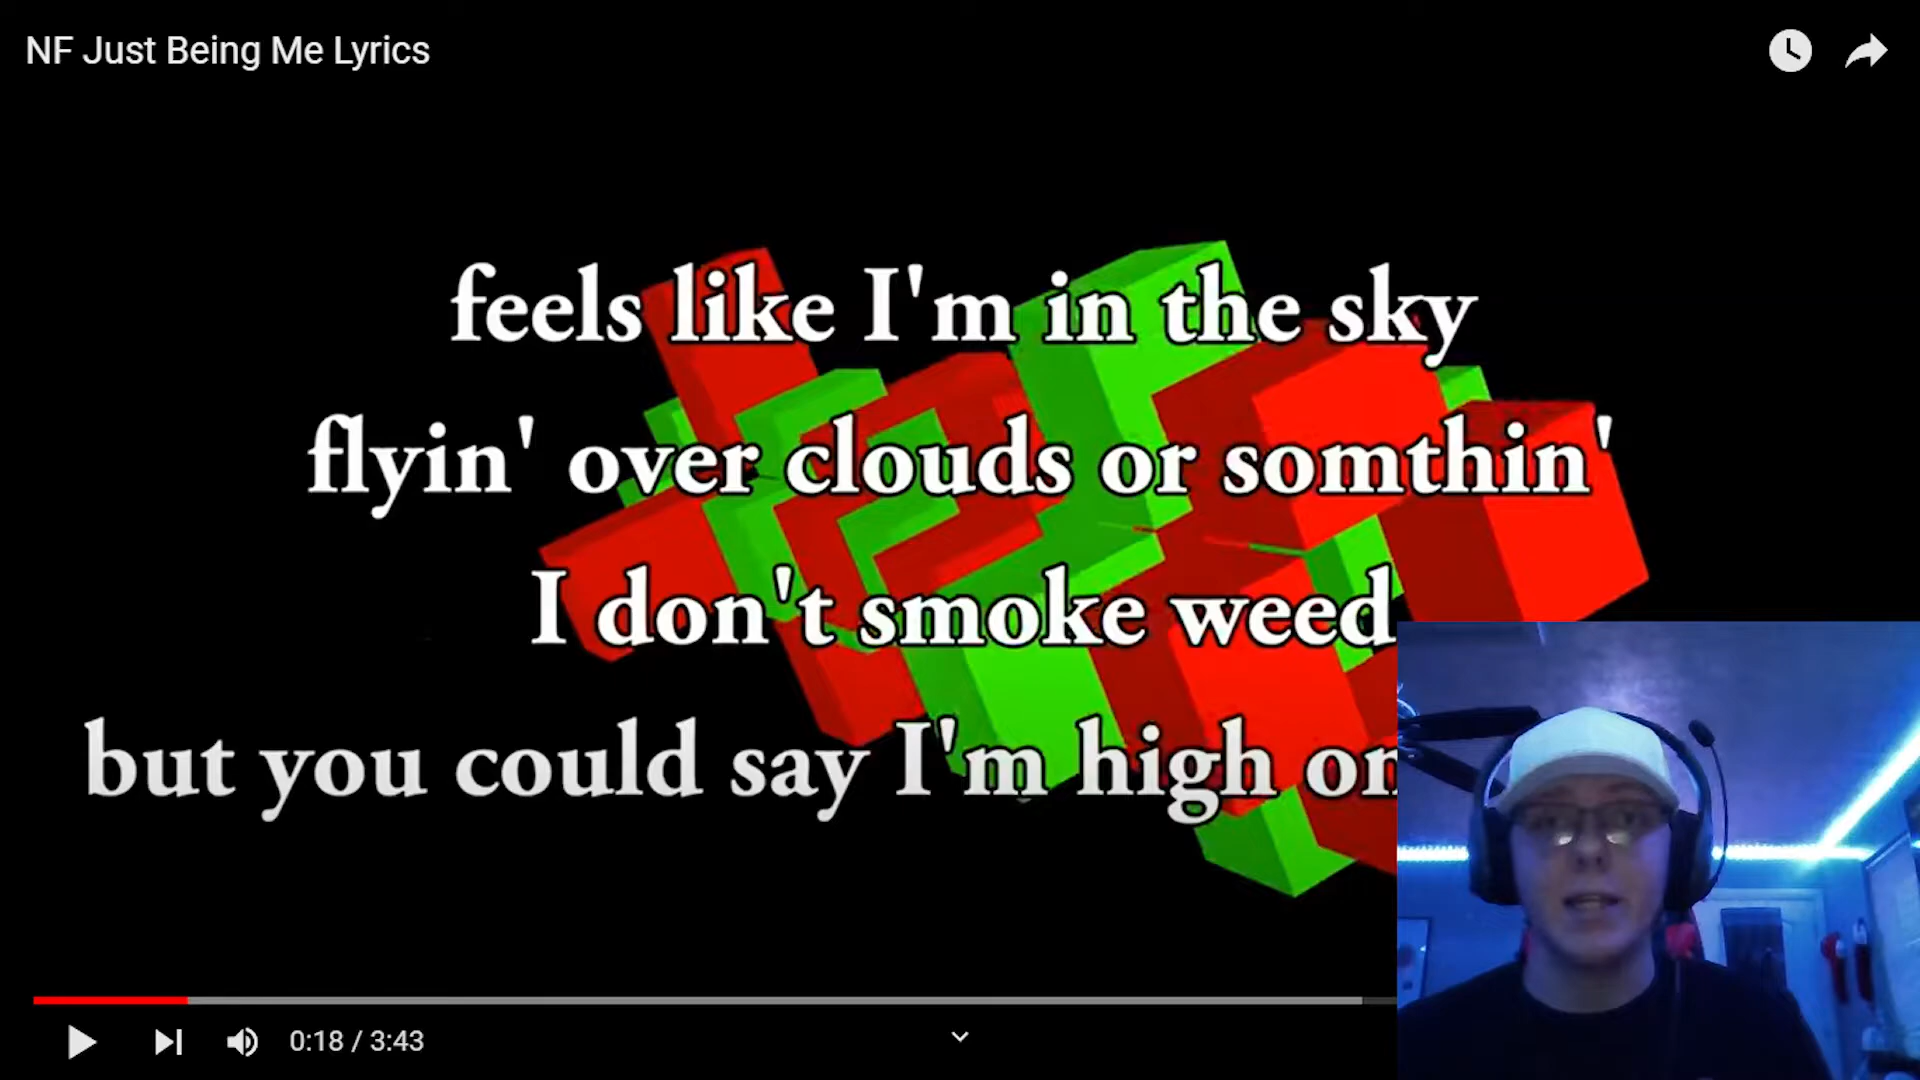 NF Just Being Me Lyrics
feels like I'm in the sky
flyin' over clouds or somthin'
I don't smoke weed
but you could say I'm high on
0:18 / 3:43